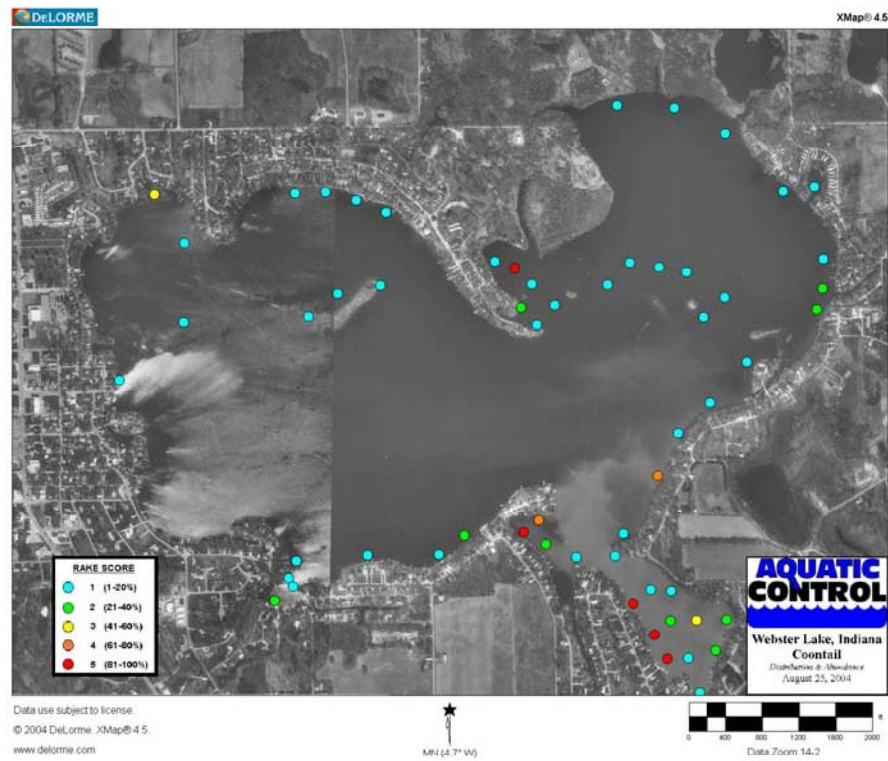 DELORME
XMap® 4.5
RAKE SCORE
1 (1-20%)
2 (21-40%)
3 (41-60%)
4 (61-80%)
5 (81-100%)
AQUATIC
CONTROL
Webster Lake, Indiana
Coontail
Distribution & Abundance
August 25, 2004
Data use subject to license.
© 2004 DeLorme. XMap® 4.5.
www.delorme.com
MN (4.7° W)
ft
0 400 800 1200 1600 2000
Data Zoom 14-2